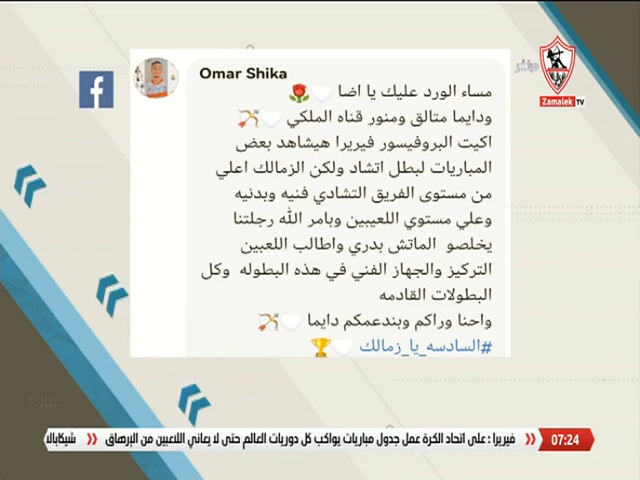 مباشر
Zamalek TV
Omar Shika
مساء الورد عليك يا اضا 🤍🌹
ودايما متالق ومنور قناه الملكي 🤍🏹
اكيت البروفيسور فيريرا هيشاهد بعض
المباريات لبطل اتشاد ولكن الزمالك اعلي
من مستوى الفريق التشادي فنيه وبدنيه
وعلي مستوي اللعيبين وبامر الله رجلتنا
يخلصو الماتش بدري واطالب اللعبين
التركيز والجهاز الفني في هذه البطوله وكل
البطولات القادمه
واحنا وراكم وبندعمكم دايما 🤍🏹
#السادسه_يا_زمالك 🤍🏆
07:24 فيريرا : على اتحاد الكرة عمل جدول مباريات يواكب كل دوريات العالم حتى لا يعاني اللاعبين من الإرهاق شيكابالا